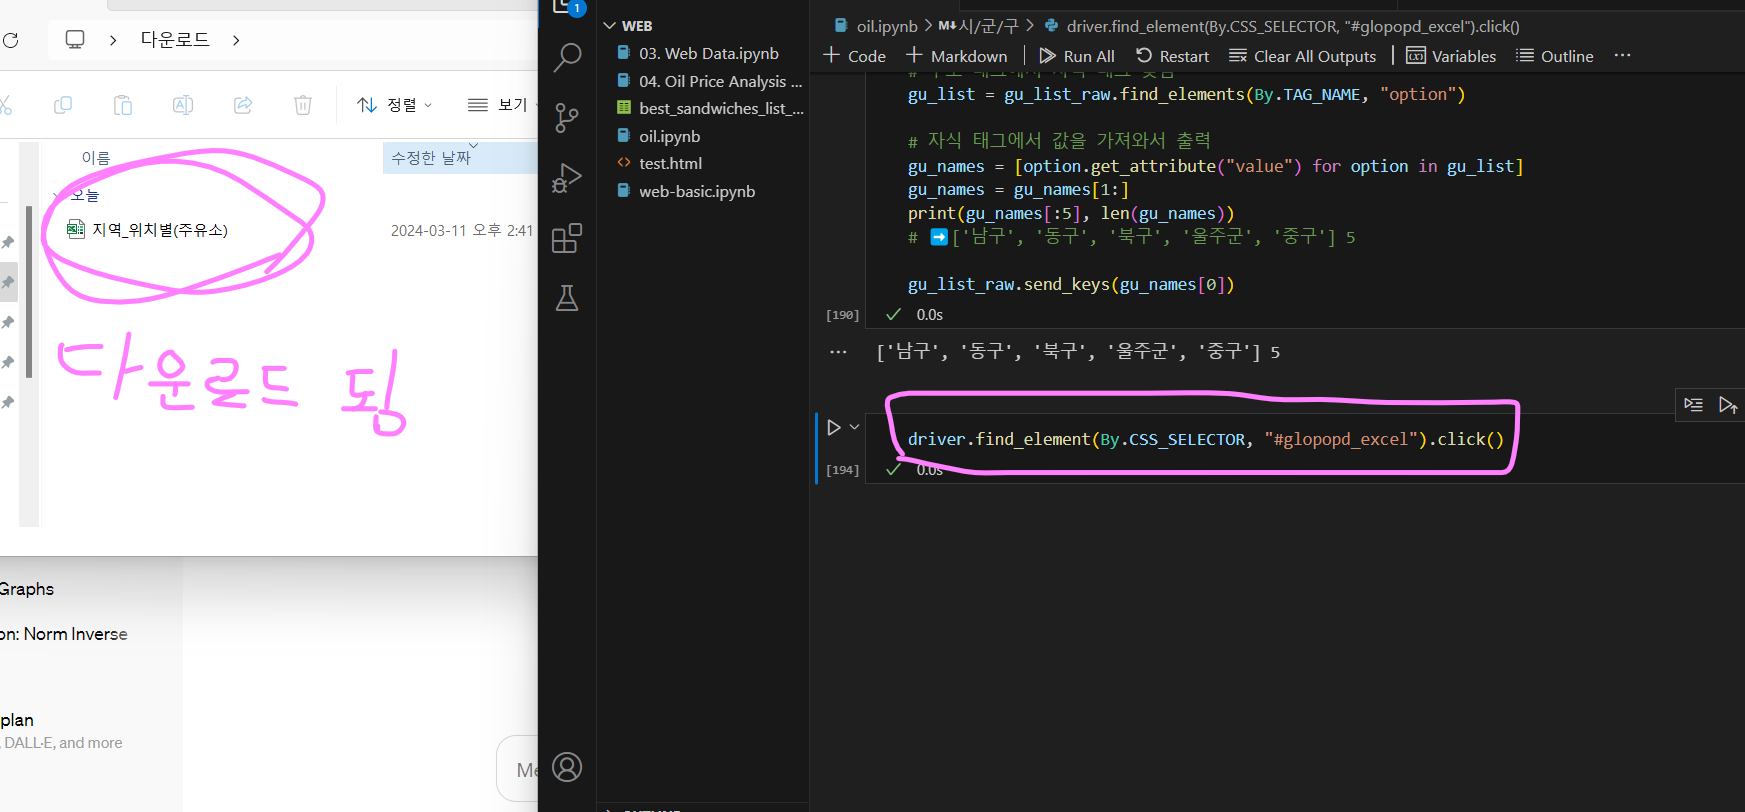 다운로드
정렬
보기
이름
수정한 날짜
오늘
지역_위치별(주유소)
2024-03-11 오후 2:41
다운로드 됨
Graphs
on: Norm Inverse
plan
, DALL·E, and more
Me
1
WEB
03. Web Data.ipynb
04. Oil Price Analysis ...
best_sandwiches_list_...
oil.ipynb
test.html
web-basic.ipynb
oil.ipynb > M↓시/군/구 > driver.find_element(By.CSS_SELECTOR, "#glopopd_excel").click()
+ Code + Markdown Run All Restart Clear All Outputs Variables Outline ...
gu_list = gu_list_raw.find_elements(By.TAG_NAME, "option")
# 자식 태그에서 값을 가져와서 출력
gu_names = [option.get_attribute("value") for option in gu_list]
gu_names = gu_names[1:]
print(gu_names[:5], len(gu_names))
# ➡️['남구', '동구', '북구', '울주군', '중구'] 5
gu_list_raw.send_keys(gu_names[0])
[190] ✓ 0.0s
... ['남구', '동구', '북구', '울주군', '중구'] 5
driver.find_element(By.CSS_SELECTOR, "#glopopd_excel").click()
[194] ✓ 0.0s